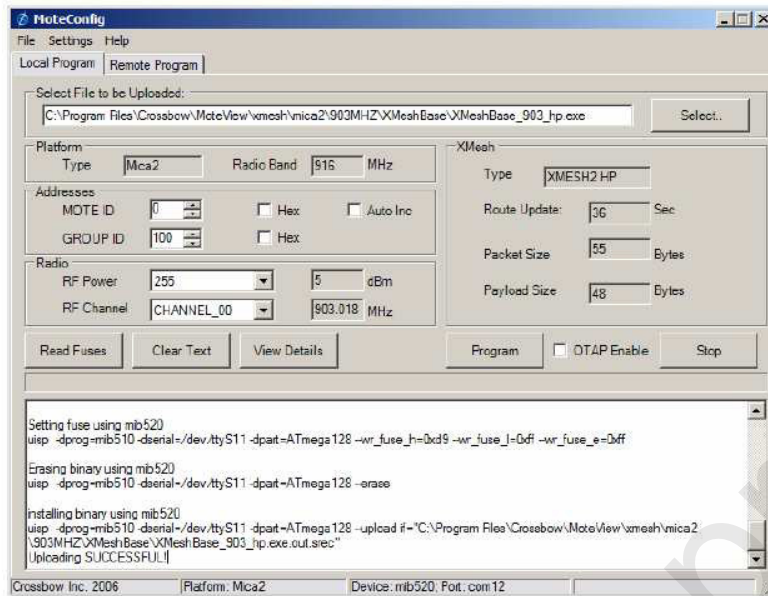 MoteConfig
File Settings Help
Local Program Remote Program
Select File to be Uploaded:
C:\Program Files\Crossbow\MoteView\xmesh\mica2\903MHZ\XMeshBase\XMeshBase_903_hp.exe Select..
Platform
Type Mica2 Radio Band 916 MHz
XMesh
Type XMESH2 HP
Addresses
MOTE ID 0 Hex Auto Inc
Route Update: 36 Sec
GROUP ID 100 Hex
Packet Size 55 Bytes
Radio
RF Power 255 5 dBm
Payload Size 48 Bytes
RF Channel CHANNEL_00 903.018 MHz
Read Fuses Clear Text View Details Program OTAP Enable Stop
Setting fuse using mib520
uisp -dprog=mib510 -dserial=/dev/ttyS11 -dpart=ATmega128 --wr_fuse_h=0xd9 --wr_fuse_l=0xff --wr_fuse_e=0xff
Erasing binary using mib520
uisp -dprog=mib510 -dserial=/dev/ttyS11 -dpart=ATmega128 --erase
installing binary using mib520
uisp -dprog=mib510 -dserial=/dev/ttyS11 -dpart=ATmega128 --upload if="C:\Program Files\Crossbow\MoteView\xmesh\mica2
\903MHZ\XMeshBase\XMeshBase_903_hp.exe.out.srec"
Uploading SUCCESSFUL!
Crossbow Inc. 2006 Platform: Mica2 Device: mib520; Port: com12